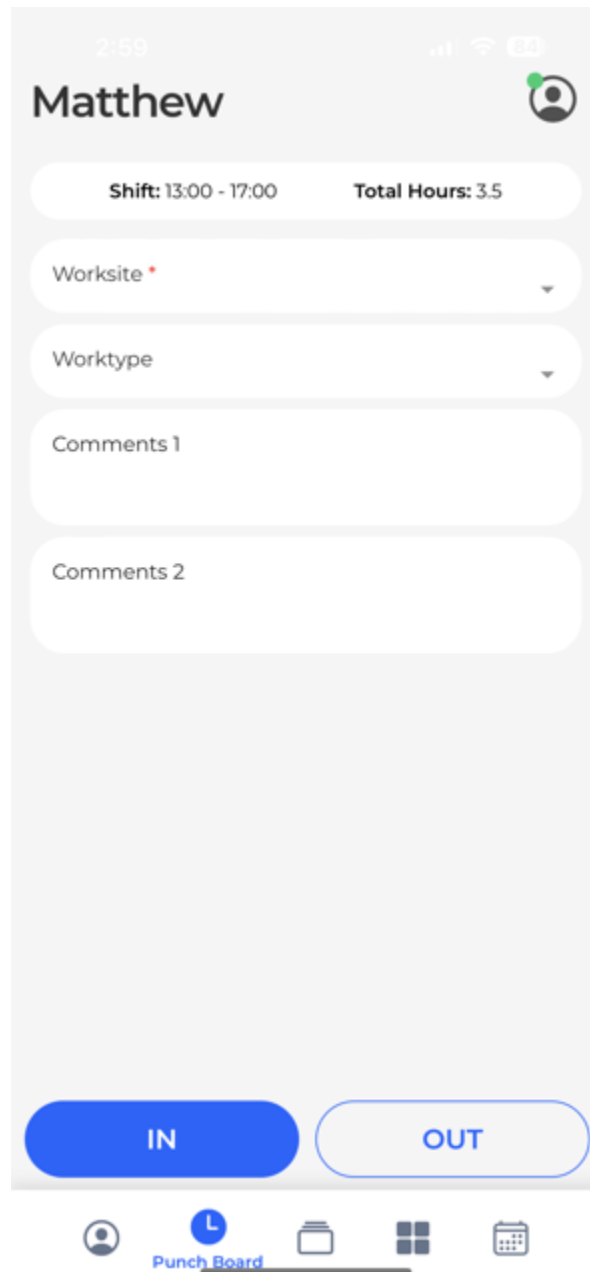 2:59
84
Matthew
Shift: 13:00 - 17:00 Total Hours: 3.5
Worksite *
Worktype
Comments 1
Comments 2
IN OUT
Punch Board